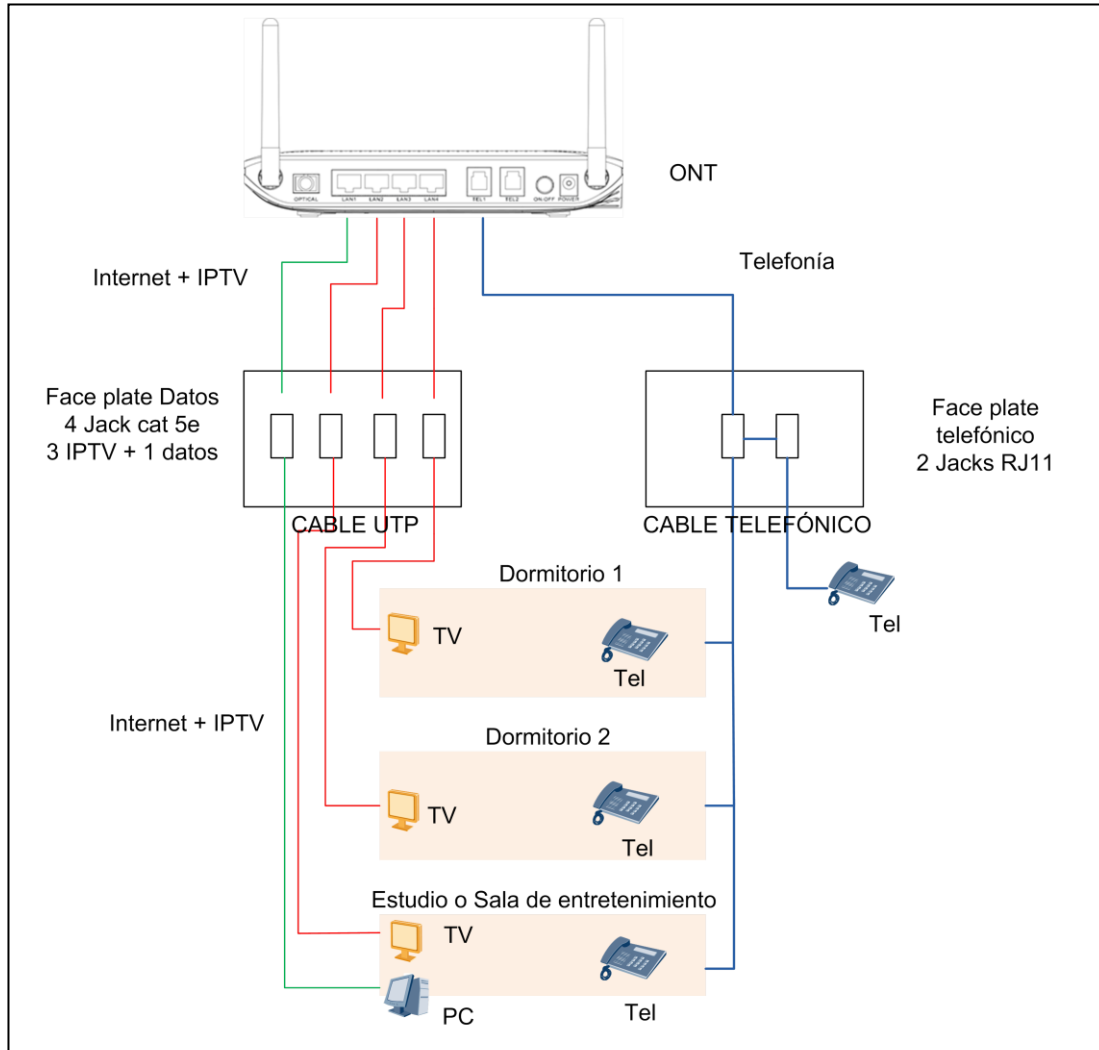 ONT
OPTICAL
LAN1
LAN2
LAN3
LAN4
TEL1
TEL2
ON-OFF
POWER
Internet + IPTV
Telefonía
Face plate Datos
4 Jack cat 5e
3 IPTV + 1 datos
Face plate
telefónico
2 Jacks RJ11
CABLE UTP
CABLE TELEFÓNICO
Dormitorio 1
TV
Tel
Tel
Internet + IPTV
Dormitorio 2
TV
Tel
Estudio o Sala de entretenimiento
TV
PC
Tel